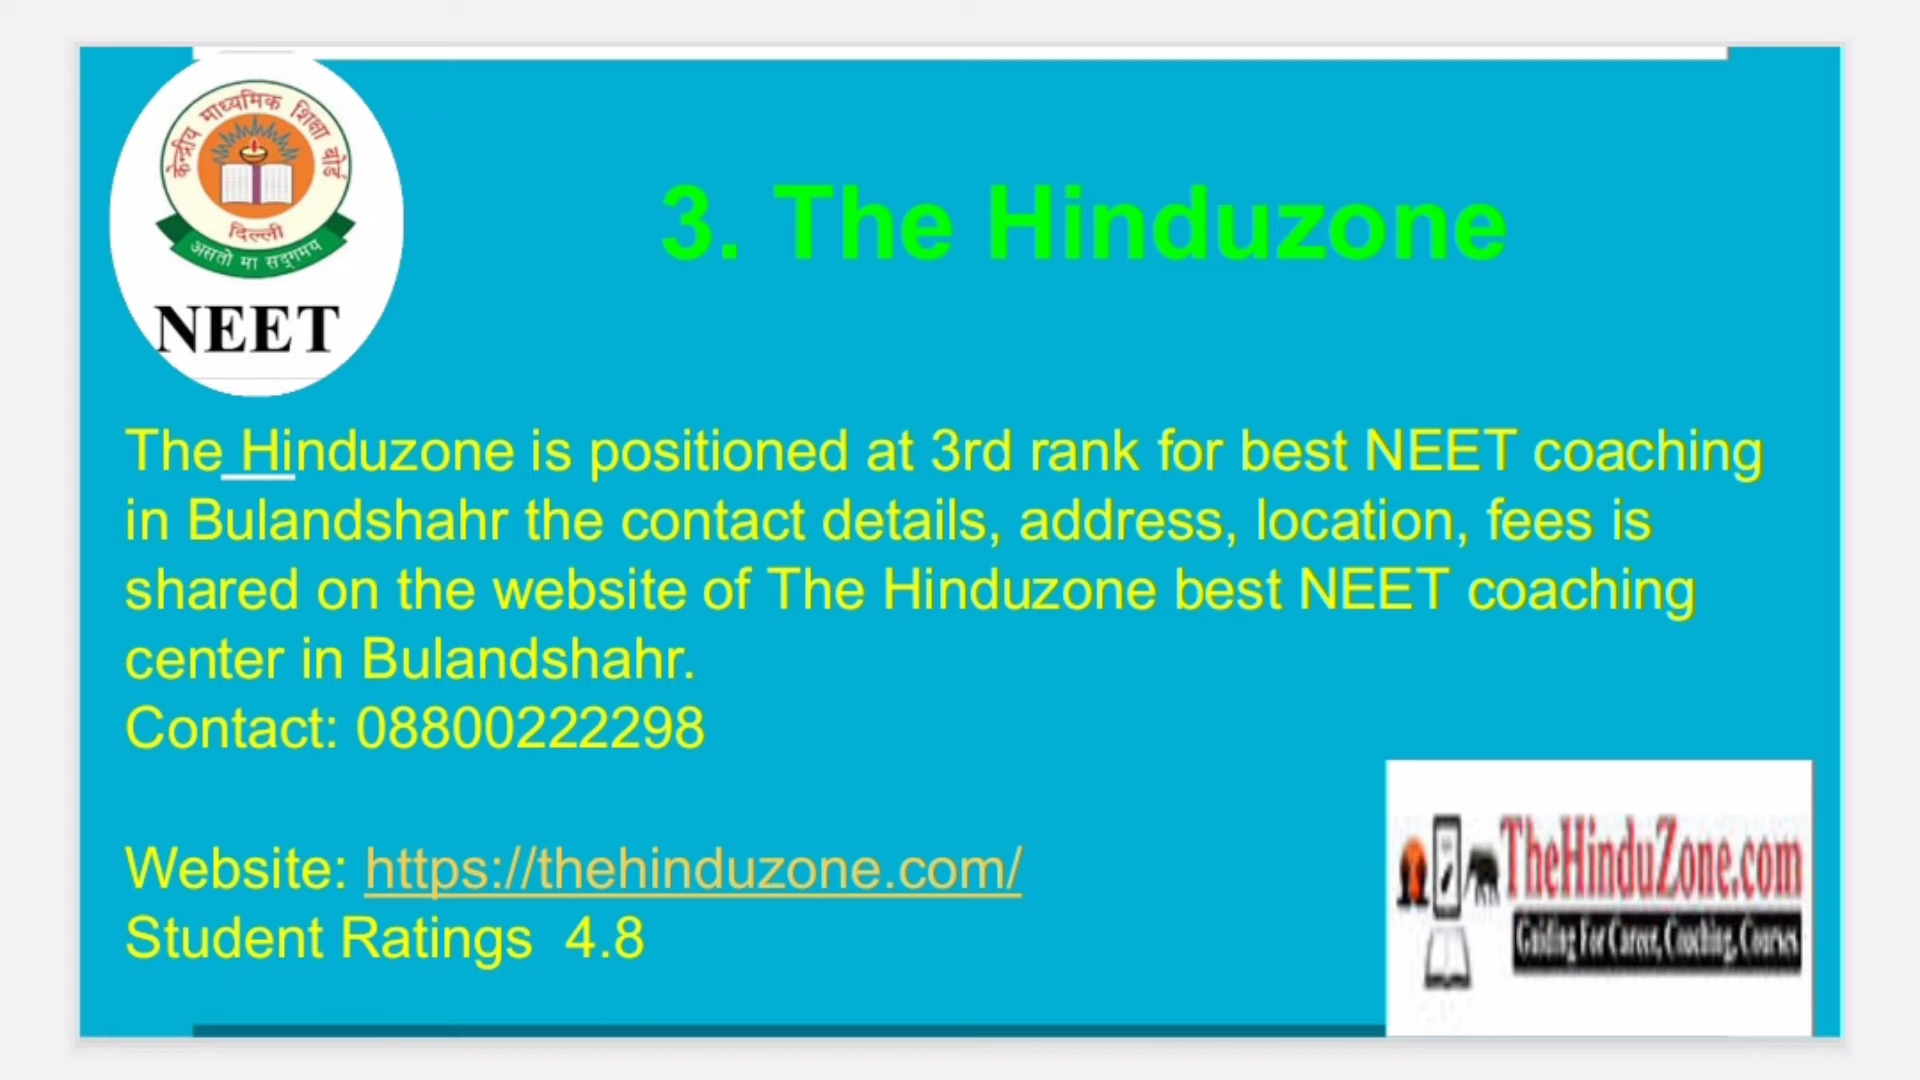 केन्द्रीय माध्यमिक शिक्षा बोर्ड
दिल्ली
असतो मा सद्गमय
NEET
3. The Hinduzone
The Hinduzone is positioned at 3rd rank for best NEET coaching
in Bulandshahr the contact details, address, location, fees is
shared on the website of The Hinduzone best NEET coaching
center in Bulandshahr.
Contact: 08800222298
Website: https://thehinduzone.com/
Student Ratings 4.8
TheHinduZone.com
Guiding For Career, Coaching, Courses